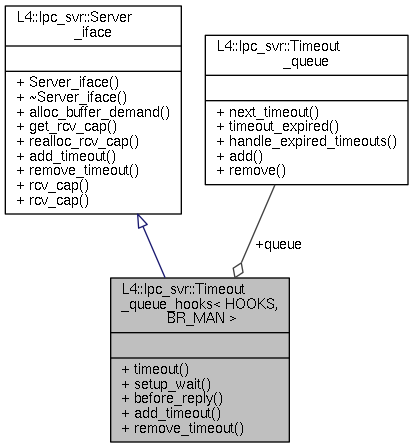 L4::Ipc_svr::Server
_iface
+ Server_iface()
+ ~Server_iface()
+ alloc_buffer_demand()
+ get_rcv_cap()
+ realloc_rcv_cap()
+ add_timeout()
+ remove_timeout()
+ rcv_cap()
+ rcv_cap()
L4::Ipc_svr::Timeout
_queue
+ next_timeout()
+ timeout_expired()
+ handle_expired_timeouts()
+ add()
+ remove()
+queue
L4::Ipc_svr::Timeout
_queue_hooks< HOOKS,
BR_MAN >
+ timeout()
+ setup_wait()
+ before_reply()
+ add_timeout()
+ remove_timeout()